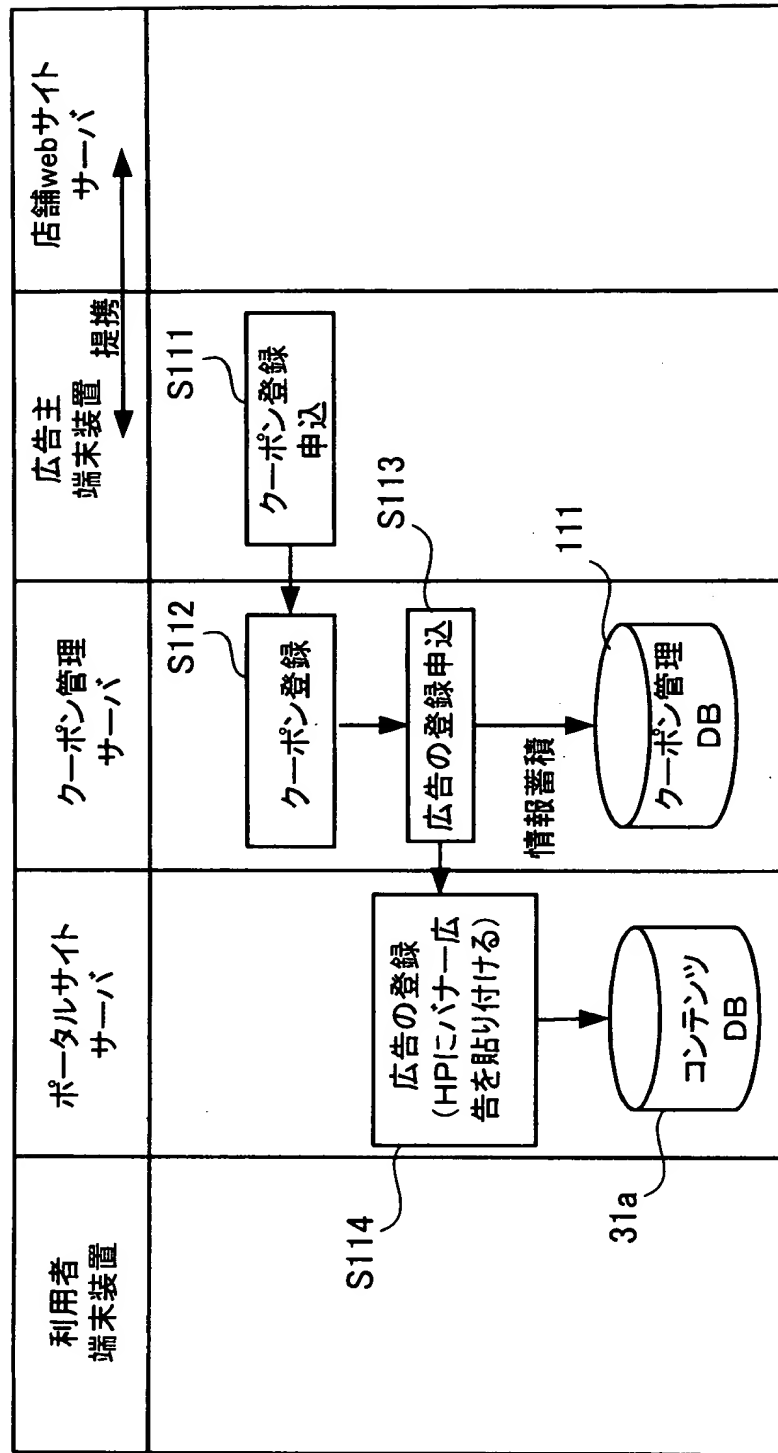 利用者
端末装置
ポータルサイト
サーバ
クーポン管理
サーバ
広告主
端末装置
店舗webサイト
サーバ
提携
S111
クーポン登録
申込
S112
クーポン登録
S113
広告の登録申込
情報蓄積
111
クーポン管理
DB
S114
広告の登録
(HPにバナー広
告を貼り付ける)
31a
コンテンツ
DB